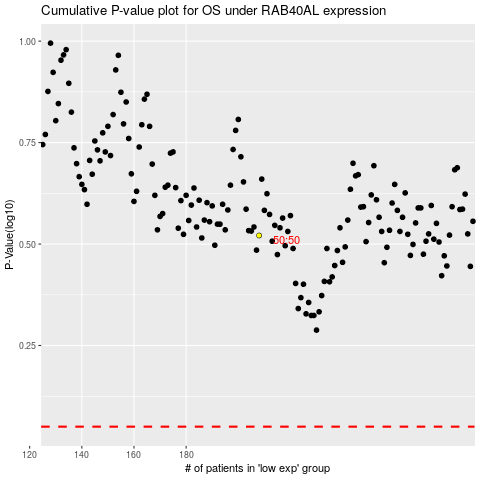 Cumulative P-value plot for OS under RAB40AL expression
P-Value(log10)
1.00
0.75
0.50
0.25
50:50
120 140 160 180
# of patients in 'low exp' group